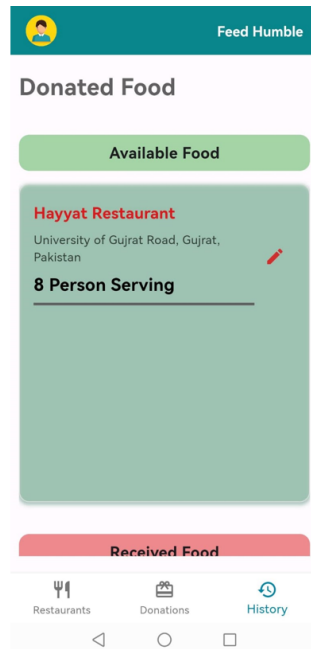 Feed Humble
Donated Food
Available Food
Hayyat Restaurant
University of Gujrat Road, Gujrat,
Pakistan
8 Person Serving
Received Food
Restaurants
Donations
History